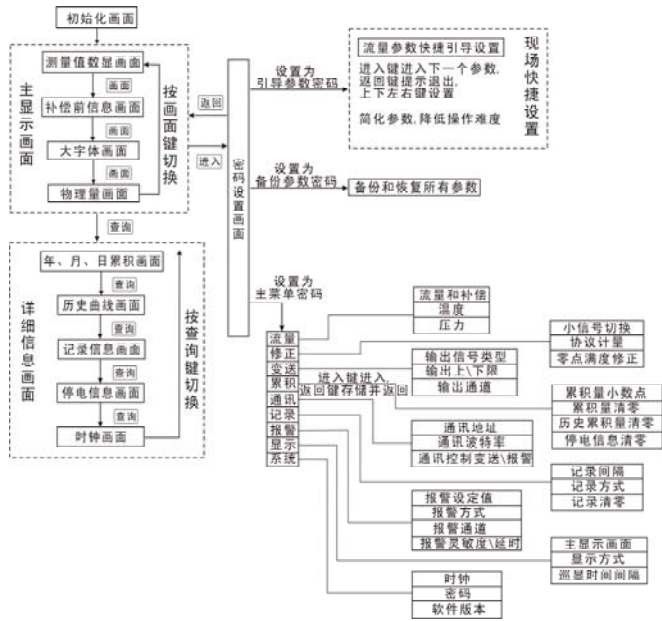 初始化画面
主显示画面
测量值数显画面
画面
补偿前信息画面
画面
大字体画面
画面
物理量画面
按画面键切换
查询
详细信息画面
年、月、日累积画面
查询
历史曲线画面
查询
记录信息画面
查询
停电信息画面
查询
时钟画面
按查询键切换
返回
进入
密码设置画面
设置为
引导参数密码
流量参数快捷引导设置
进入键进入下一个参数,
返回键提示退出,
上下左右键设置
简化参数,降低操作难度
现场快捷设置
设置为
备份参数密码
备份和恢复所有参数
设置为
主菜单密码
流量
修正
变送
累积
通讯
记录
报警
显示
系统
进入键进入,
返回键存储并返回
流量和补偿
温度
压力
小信号切换
协议计量
零点满度修正
输出信号类型
输出上\下限
输出通道
累积量小数点
累积量清零
历史累积量清零
停电信息清零
通讯地址
通讯波特率
通讯控制变送\报警
记录间隔
记录方式
记录清零
报警设定值
报警方式
报警通道
报警灵敏度\延时
主显示画面
显示方式
巡显时间间隔
时钟
密码
软件版本